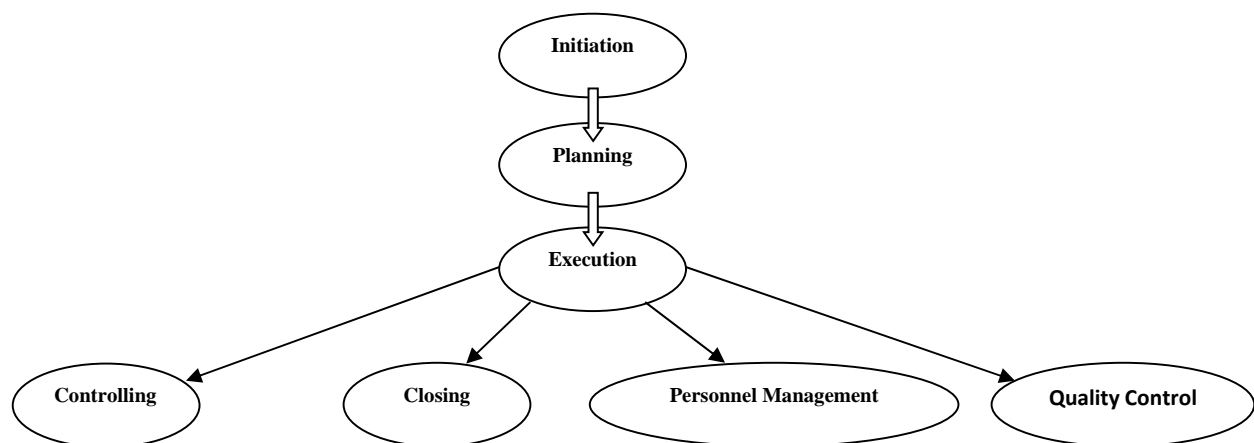 Initiation
Planning
Execution
Controlling
Closing
Personnel Management
Quality Control